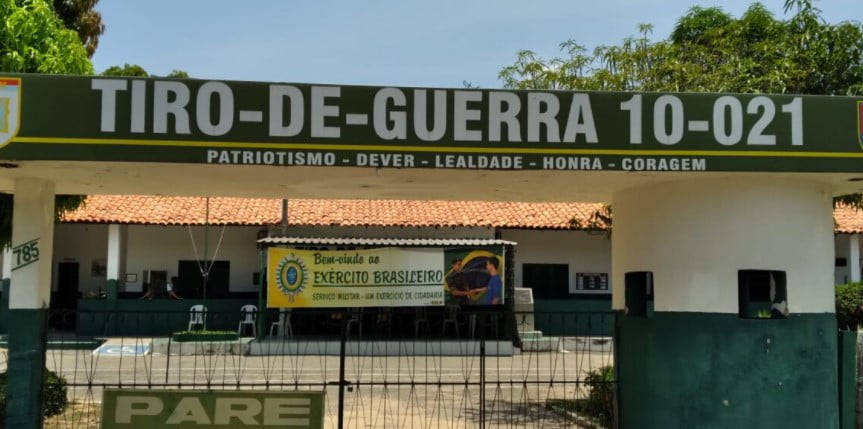 TIRO-DE-GUERRA 10-021
PATRIOTISMO - DEVER - LEALDADE - HONRA - CORAGEM
785
Bem-vindo ao
EXÉRCITO BRASILEIRO
SERVIÇO MILITAR - UM EXERCÍCIO DE CIDADANIA
PARE